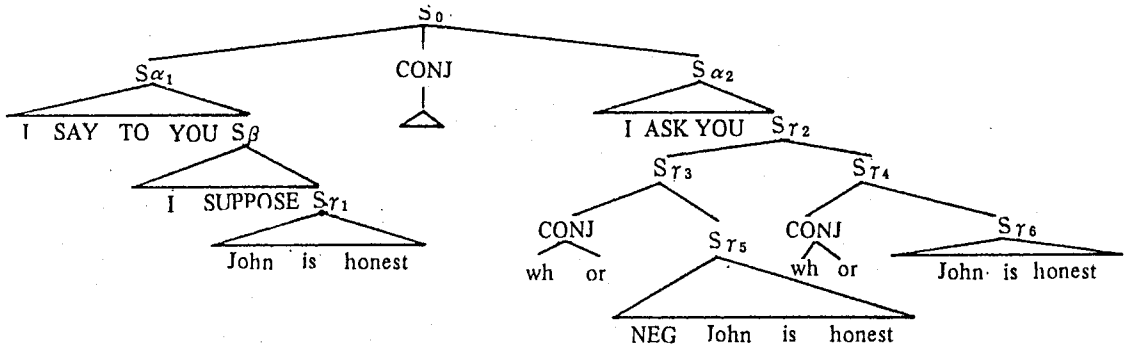 S₀
Sα₁ CONJ Sα₂
I SAY TO YOU Sβ I ASK YOU Sγ₂
Sγ₃ Sγ₄
I SUPPOSE Sγ₁
CONJ Sγ₅ CONJ Sγ₆
John is honest wh or wh or John is honest
NEG John is honest